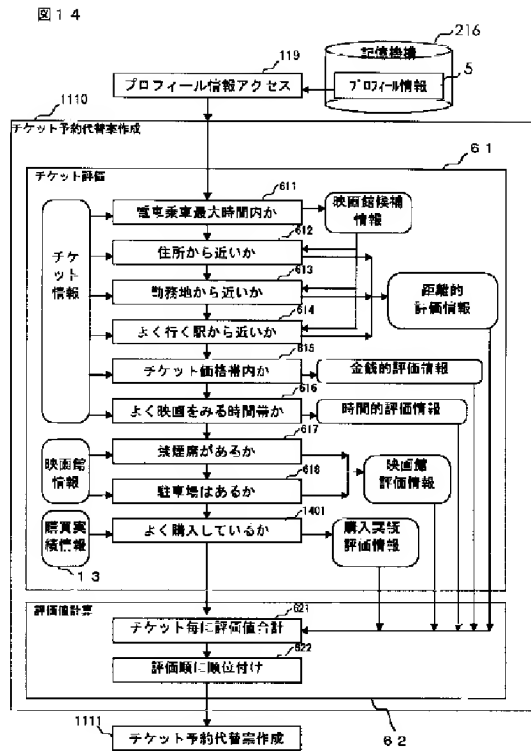 図14
216
119
記憶機構
5
プロフィール情報アクセス
プロフィール情報
1110
チケット予約代替案作成
61
チケット評価
611
電車乗車最大時間内か
映画館候補
情報
612
住所から近いか
チケット情報
613
勤務地から近いか
距離的
評価情報
614
よく行く駅から近いか
615
チケット価格帯内か
金銭的評価情報
616
よく映画をみる時間帯か
時間的評価情報
617
禁煙席があるか
映画館
情報
618
映画館
評価情報
駐車場はあるか
1401
購買実
績情報
よく購入しているか
購入実績
評価情報
13
評価値計算
621
チケット毎に評価値合計
622
評価順に順位付け
1111
チケット予約代替案作成
62